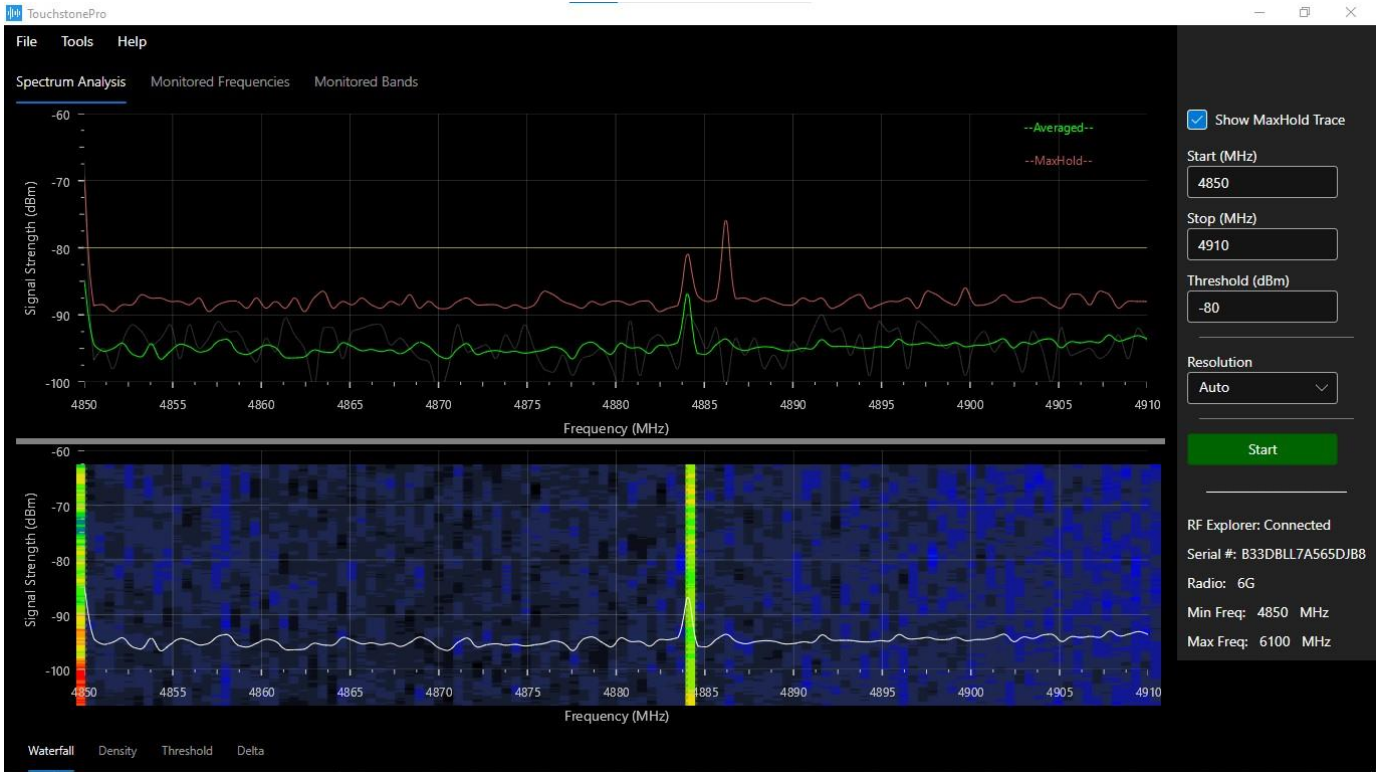 TouchstonePro
File Tools Help
Spectrum Analysis Monitored Frequencies Monitored Bands
-60
-70
-80
-90
-100
Signal Strength (dBm)
--Averaged--
--MaxHold--
4850 4855 4860 4865 4870 4875 4880 4885 4890 4895 4900 4905 4910
Frequency (MHz)
-60
-70
-80
-90
-100
Signal Strength (dBm)
4850 4855 4860 4865 4870 4875 4880 4885 4890 4895 4900 4905 4910
Frequency (MHz)
Waterfall Density Threshold Delta
Show MaxHold Trace
Start (MHz)
4850
Stop (MHz)
4910
Threshold (dBm)
-80
Resolution
Auto
Start
RF Explorer: Connected
Serial #: B33DBLL7A565DJB8
Radio: 6G
Min Freq: 4850 MHz
Max Freq: 6100 MHz